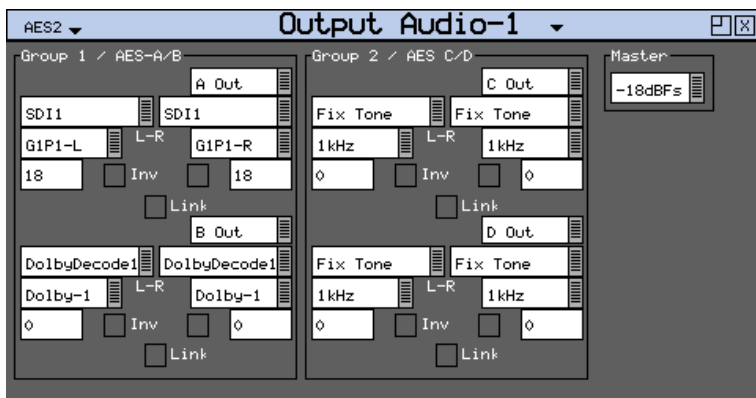 AES2
Output Audio-1
Group 1 / AES-A/B
A Out
SDI1 SDI1
G1P1-L L-R G1P1-R
18 Inv 18
Link
B Out
DolbyDecode1 DolbyDecode1
Dolby-1 L-R Dolby-1
0 Inv 0
Link
Group 2 / AES C/D
C Out
Fix Tone Fix Tone
1kHz L-R 1kHz
0 Inv 0
Link
D Out
Fix Tone Fix Tone
1kHz L-R 1kHz
0 Inv 0
Link
Master
-18dBFs